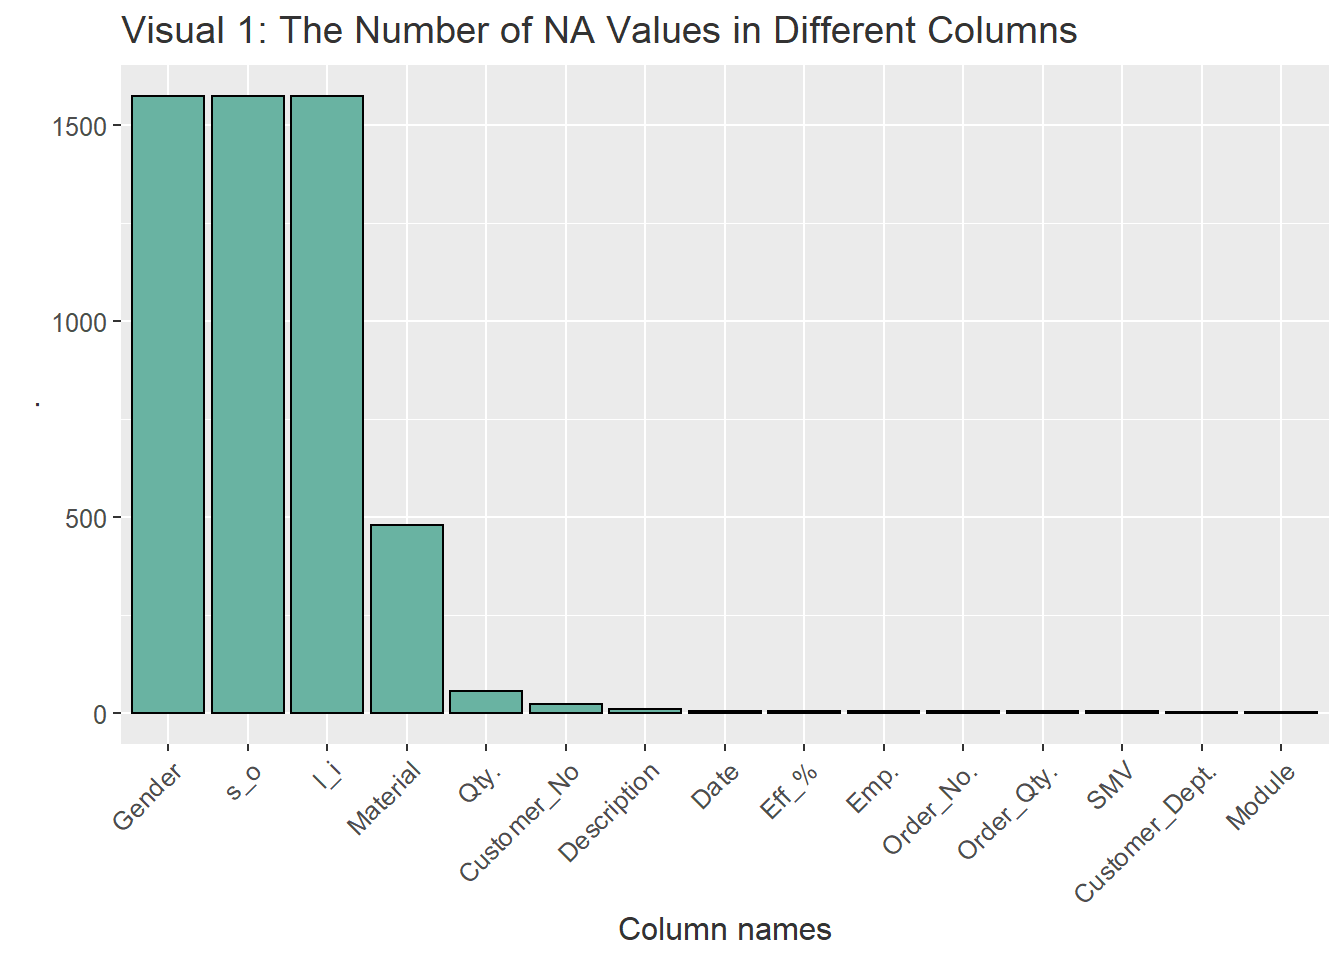 Visual 1: The Number of NA Values in Different Columns
1500
1000
500
0
.
Gender
s_o
l_i
Material
Qty.
Customer_No
Description
Date
Eff_%
Emp.
Order_No.
Order_Qty.
SMV
Customer_Dept.
Module
Column names